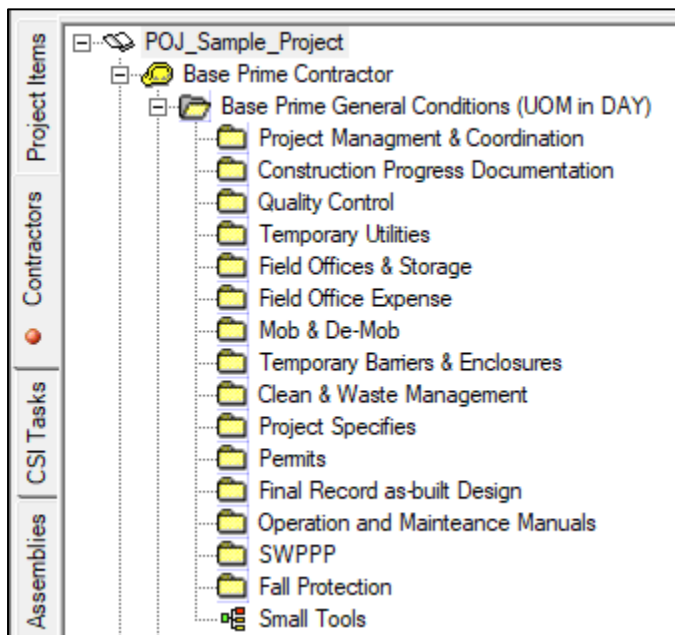 POJ_Sample_Project
Base Prime Contractor
Base Prime General Conditions (UOM in DAY)
Project Managment & Coordination
Construction Progress Documentation
Quality Control
Temporary Utilities
Field Offices & Storage
Field Office Expense
Mob & De-Mob
Temporary Barriers & Enclosures
Clean & Waste Management
Project Specifies
Permits
Final Record as-built Design
Operation and Mainteance Manuals
SWPPP
Fall Protection
Small Tools
Project Items
Contractors
CSI Tasks
Assemblies